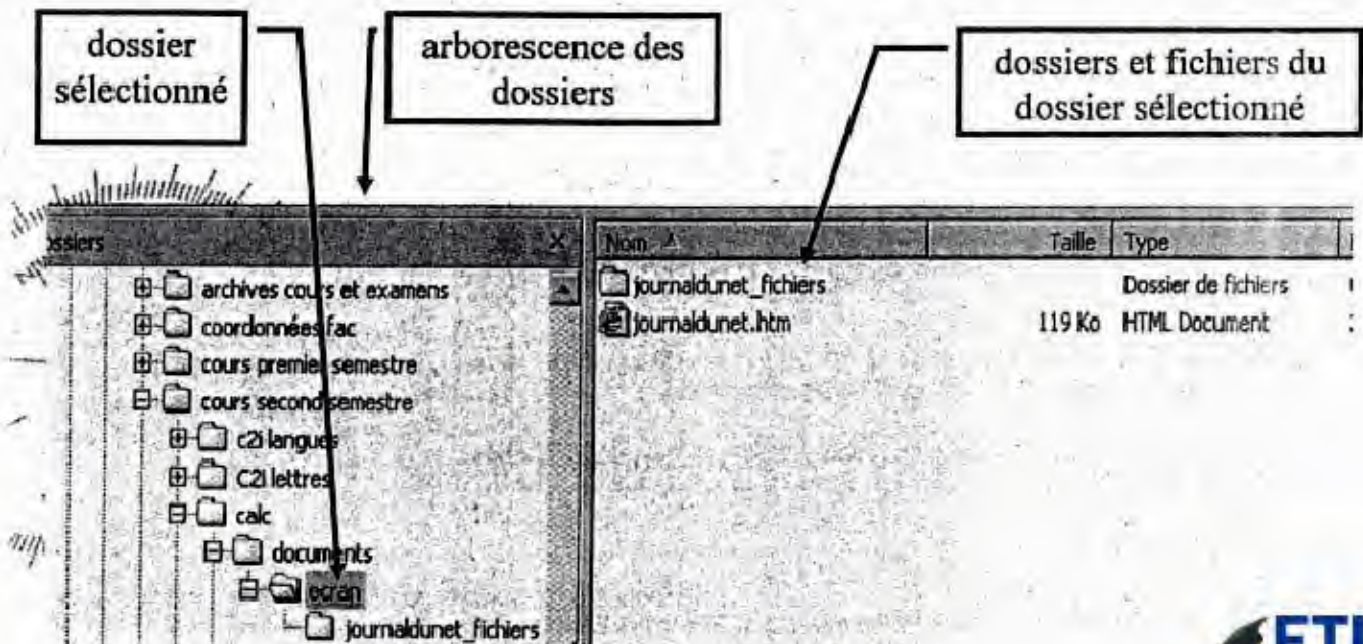 dossier
sélectionné
arborescence des
dossiers
dossiers et fichiers du
dossier sélectionné
ossiers
Nom
Taille
Type
archives cours et examens
coordonnées fac
cours premier semestre
cours second semestre
c2i langues
C2I lettres
calc
documents
ecran
journaldunet_fichiers
journaldunet_fichiers
Dossier de fichiers
journaldunet.htm
119 Ko
HTML Document